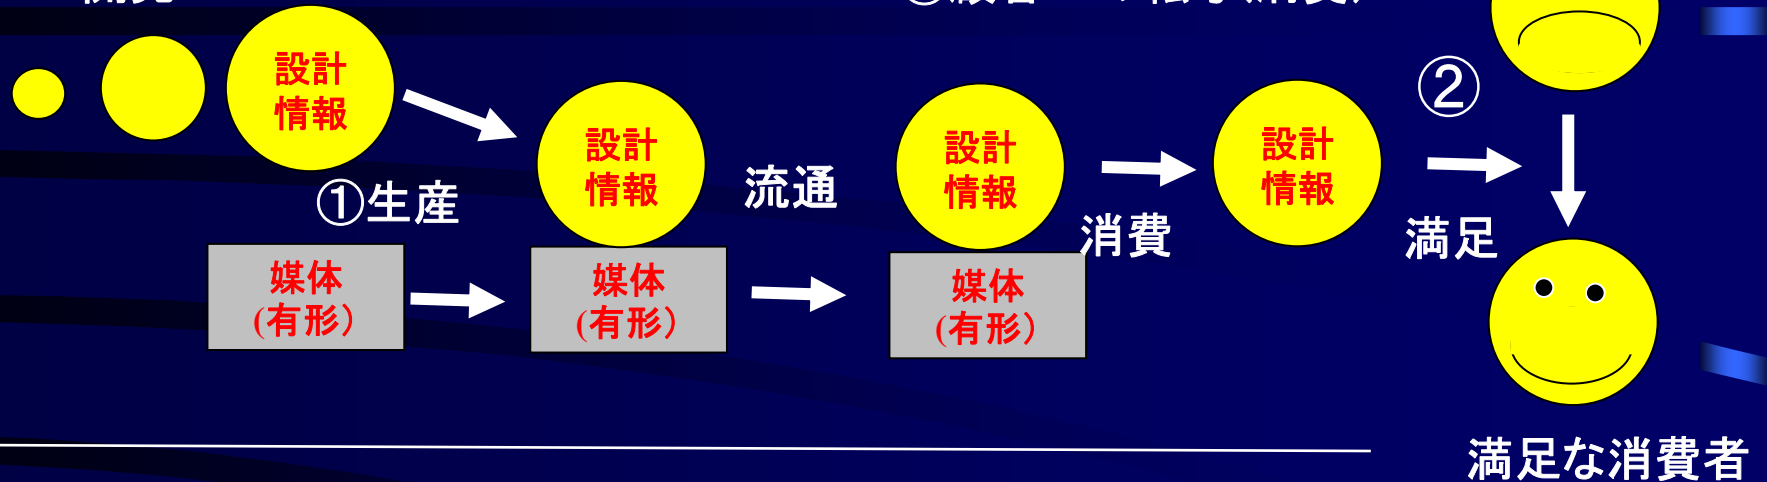 ②
設計
情報
設計
情報
設計
情報
設計
情報
①生産
流通
消費
満足
媒体
(有形）
媒体
(有形）
媒体
(有形）
満足な消費者